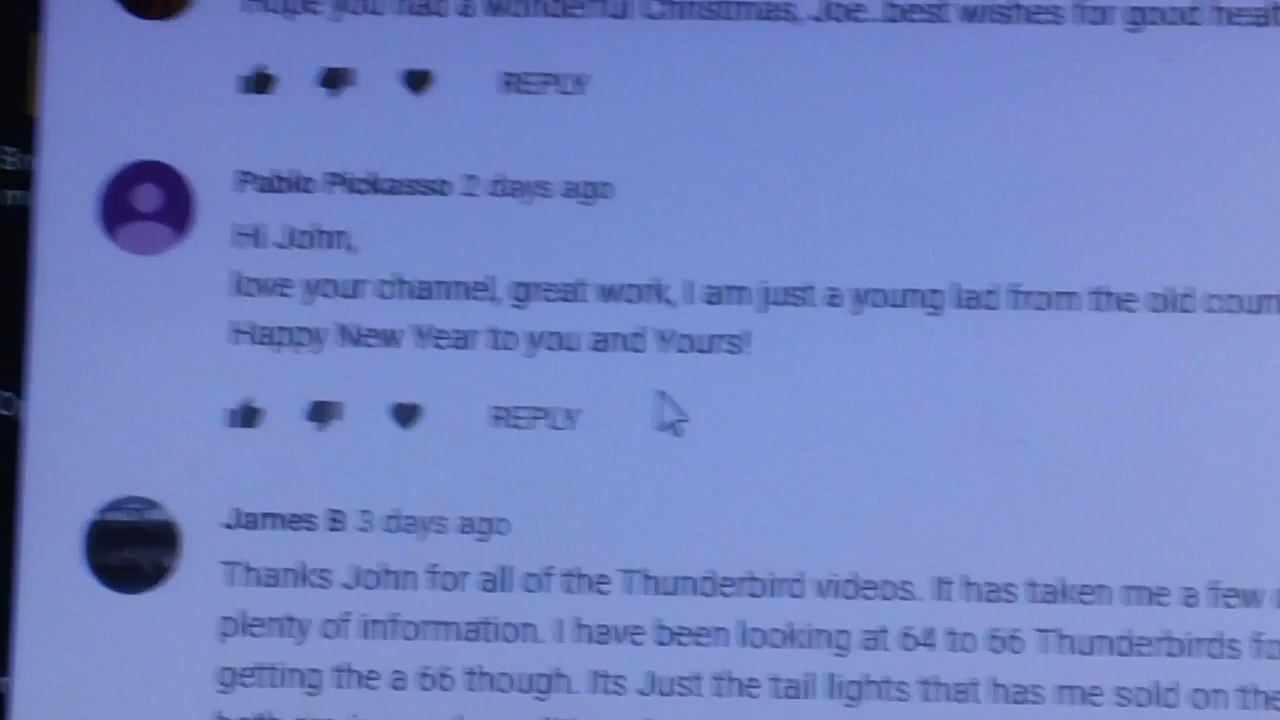 Hope you had a wonderful Christmas, Joe..best wishes for good
REPLY
Pablo Pickasso 2 days ago
Hi John,
love your channel, great work, I am just a young lad from the old
Happy New Year to you and Yours!
REPLY
James B 3 days ago
Thanks John for all of the Thunderbird videos. It has taken me a few
plenty of information. I have been looking at 64 to 66 Thunderbirds
getting the a 66 though. Its Just the tail lights that has me sold on the